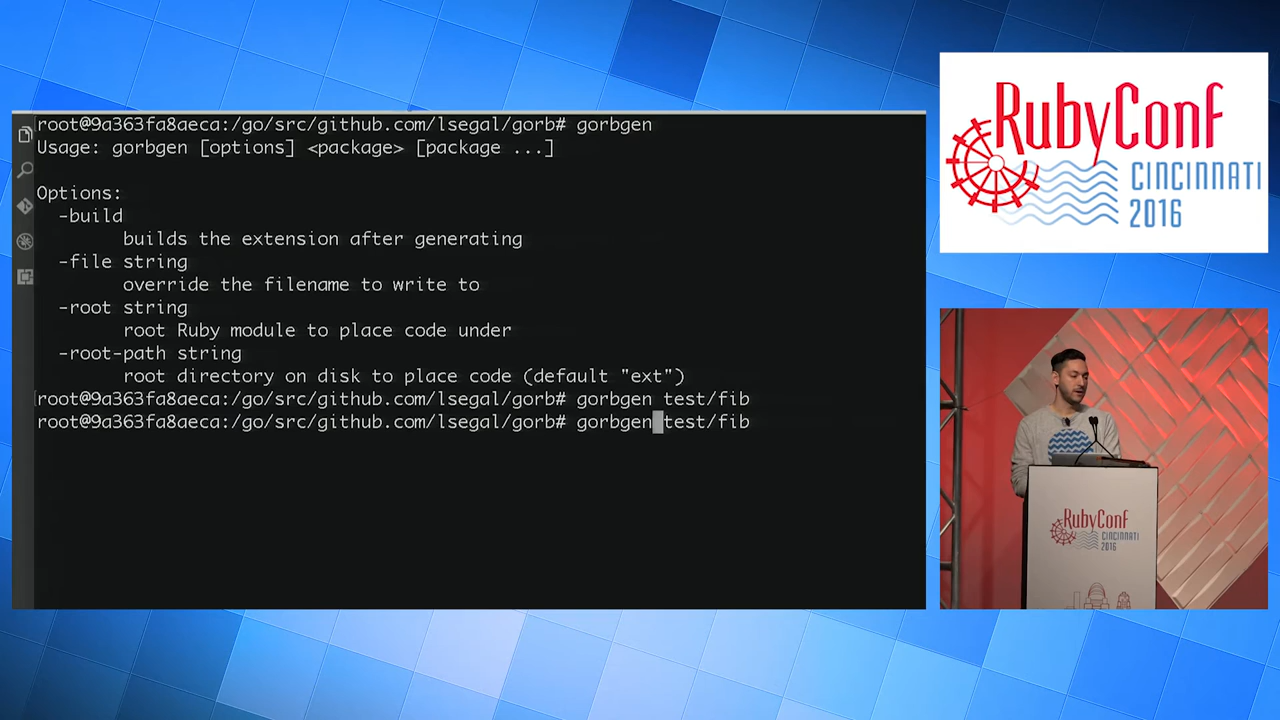 root@9a363fa8aeca:/go/src/github.com/lsegal/gorb# gorbgen
Usage: gorbgen [options] <package> [package ...]
Options:
-build
builds the extension after generating
-file string
override the filename to write to
-root string
root Ruby module to place code under
-root-path string
root directory on disk to place code (default "ext")
root@9a363fa8aeca:/go/src/github.com/lsegal/gorb# gorbgen test/fib
root@9a363fa8aeca:/go/src/github.com/lsegal/gorb# gorbgen test/fib
RubyConf
CINCINNATI
2016
RubyConf
CINCINNATI
2016